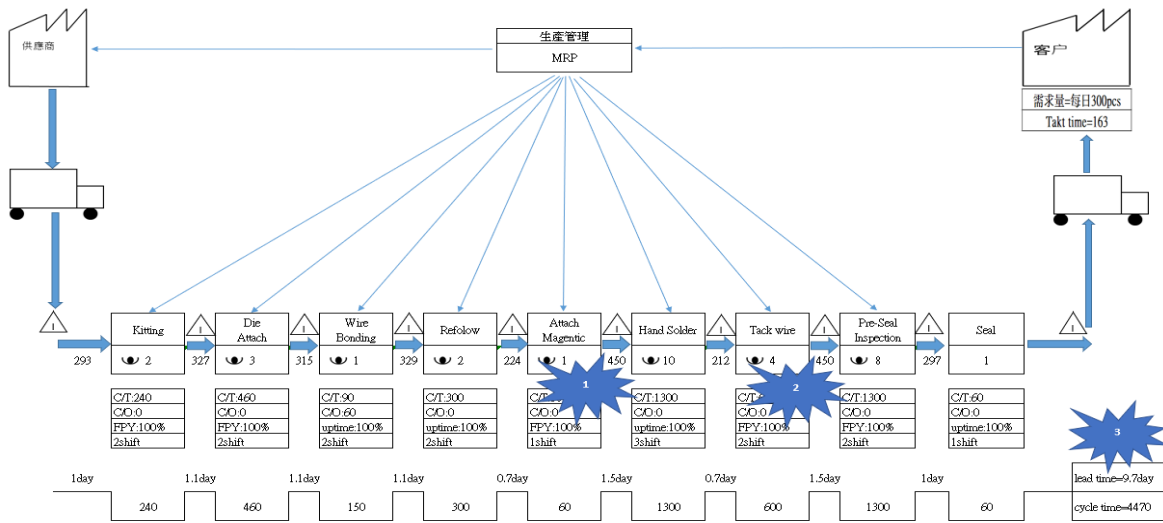 供應商
生產管理
MRP
客户
需求量=每日300pcs
Takt time=163
I
I
I
I
I
I
I
I
I
I
Kitting
Die
Attach
Wire
Bonding
Refolow
Attach
Magentic
Hand Solder
Tack wire
Pre-Seal
Inspection
Seal
293
2
327
3
315
1
329
2
224
1
450
10
212
4
450
8
297
1
1
2
3
C/T:240
C/O:0
FPY:100%
2shift
C/T:460
C/O:0
FPY:100%
2shift
C/T:90
C/O:60
uptime:100%
2shift
C/T:300
C/O:0
uptime:100%
2shift
C/O:0
FPY:100%
1shift
C/T:1300
C/O:0
uptime:100%
3shift
C/O:0
FPY:100%
2shift
C/T:1300
C/O:0
FPY:100%
2shift
C/T:60
C/O:0
uptime:100%
1shift
1day
1.1day
1.1day
1.1day
0.7day
1.5day
0.7day
1.5day
1day
lead time=9.7day
240
460
150
300
60
1300
600
1300
60
cycle time=4470